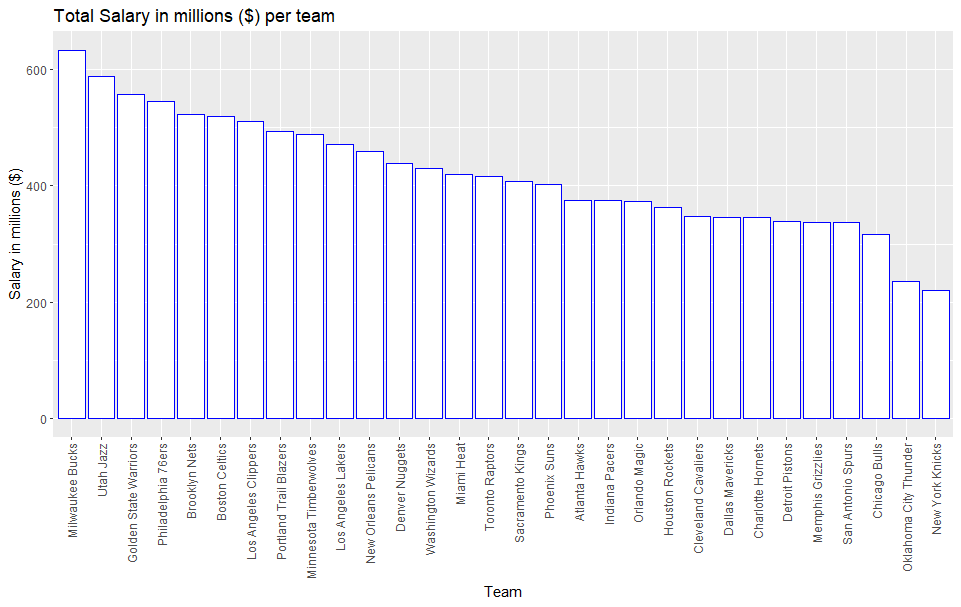 Total Salary in millions ($) per team
Salary in millions ($)
600
400
200
0
Milwaukee Bucks
Utah Jazz
Golden State Warriors
Philadelphia 76ers
Brooklyn Nets
Boston Celtics
Los Angeles Clippers
Portland Trail Blazers
Minnesota Timberwolves
Los Angeles Lakers
New Orleans Pelicans
Denver Nuggets
Washington Wizards
Miami Heat
Toronto Raptors
Sacramento Kings
Phoenix Suns
Atlanta Hawks
Indiana Pacers
Orlando Magic
Houston Rockets
Cleveland Cavaliers
Dallas Mavericks
Charlotte Hornets
Detroit Pistons
Memphis Grizzlies
San Antonio Spurs
Chicago Bulls
Oklahoma City Thunder
New York Knicks
Team